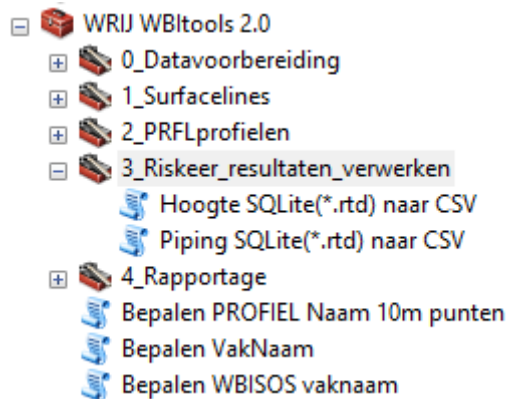 WRIJ WBItools 2.0
0_Datavoorbereiding
1_Surfacelines
2_PRFLprofielen
3_Riskeer_resultaten_verwerken
Hoogte SQLite(*.rtd) naar CSV
Piping SQLite(*.rtd) naar CSV
4_Rapportage
Bepalen PROFIEL Naam 10m punten
Bepalen VakNaam
Bepalen WBISOS vaknaam